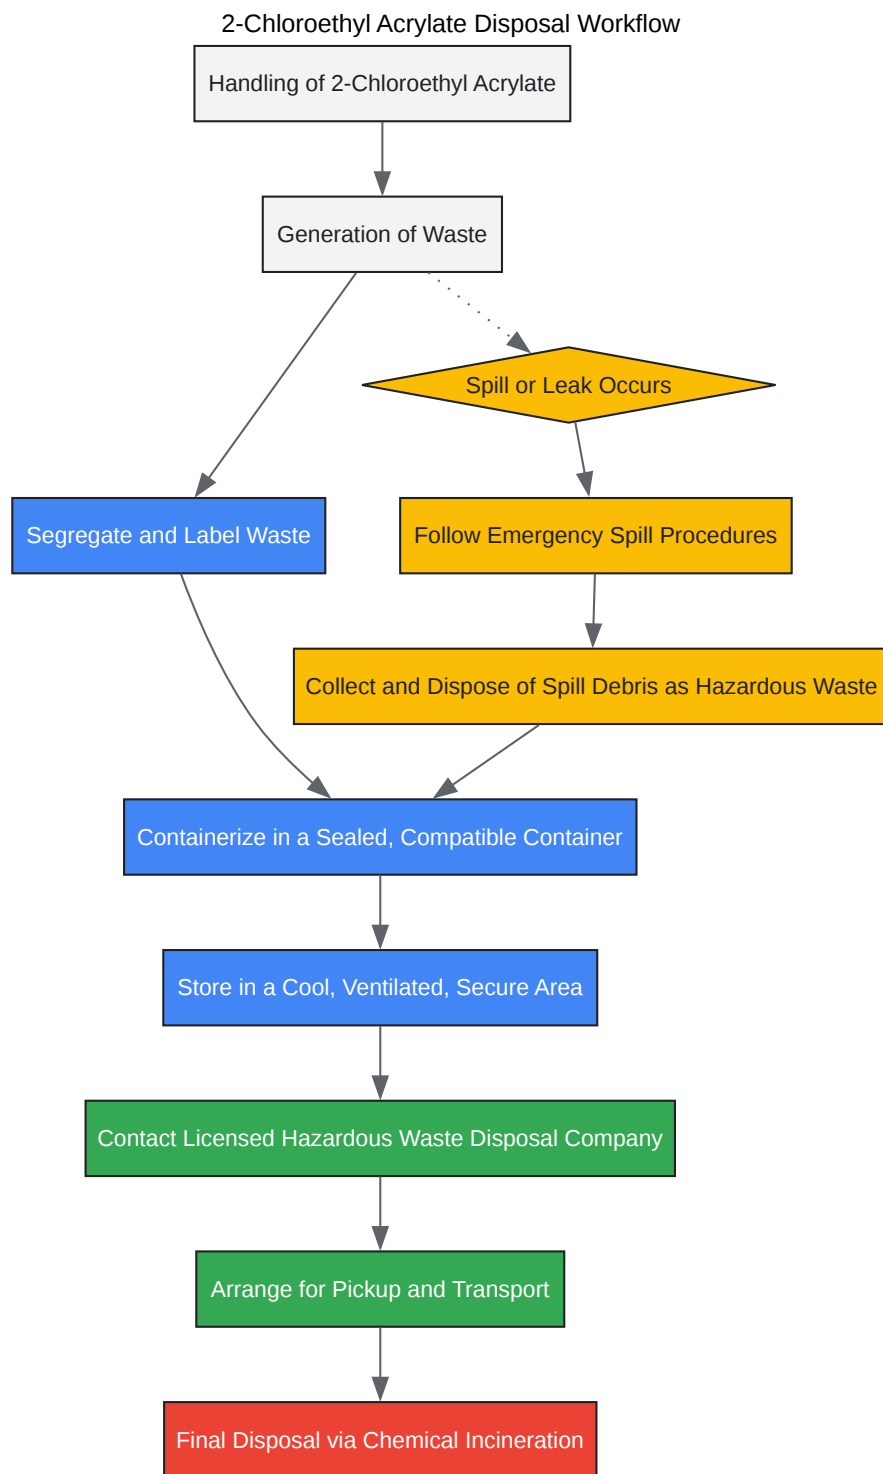 2-Chloroethyl Acrylate Disposal Workflow
Handling of 2-Chloroethyl Acrylate
Generation of Waste
Spill or Leak Occurs
Segregate and Label Waste
Follow Emergency Spill Procedures
Collect and Dispose of Spill Debris as Hazardous Waste
Containerize in a Sealed, Compatible Container
Store in a Cool, Ventilated, Secure Area
Contact Licensed Hazardous Waste Disposal Company
Arrange for Pickup and Transport
Final Disposal via Chemical Incineration